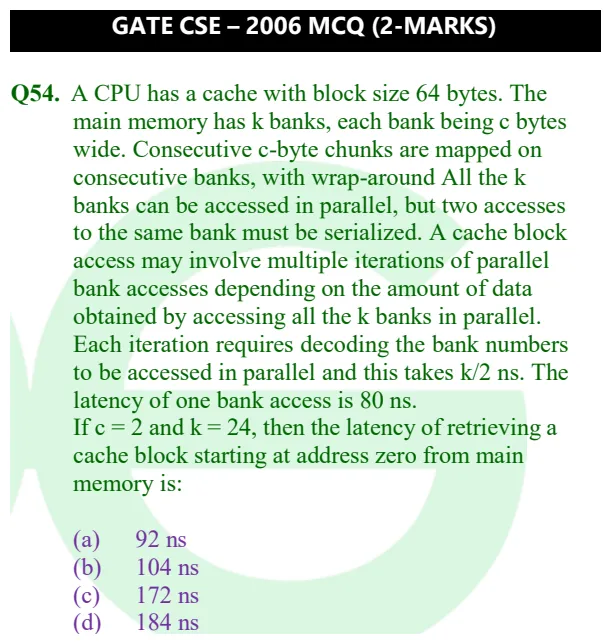 GATE CSE – 2006 MCQ (2-MARKS)
Q54. A CPU has a cache with block size 64 bytes. The
main memory has k banks, each bank being c bytes
wide. Consecutive c-byte chunks are mapped on
consecutive banks, with wrap-around All the k
banks can be accessed in parallel, but two accesses
to the same bank must be serialized. A cache block
access may involve multiple iterations of parallel
bank accesses depending on the amount of data
obtained by accessing all the k banks in parallel.
Each iteration requires decoding the bank numbers
to be accessed in parallel and this takes k/2 ns. The
latency of one bank access is 80 ns.
If c = 2 and k = 24, then the latency of retrieving a
cache block starting at address zero from main
memory is:
(a) 92 ns
(b) 104 ns
(c) 172 ns
(d) 184 ns